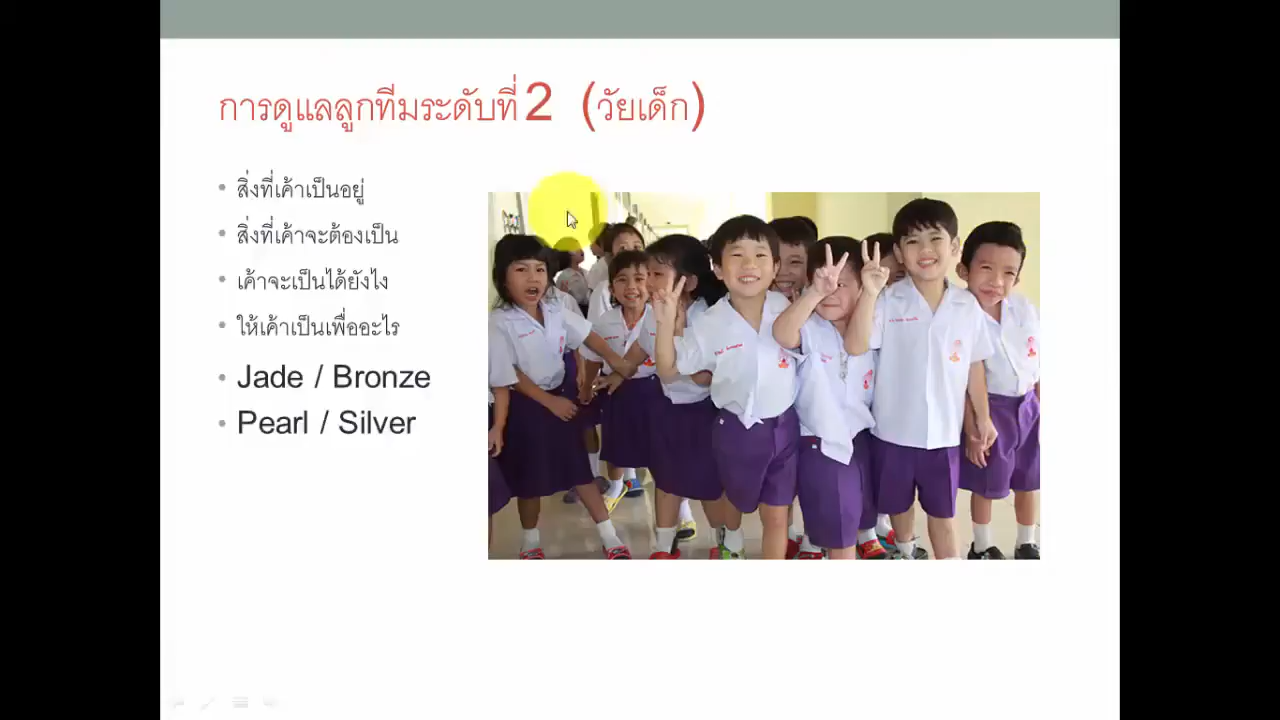 การดูแลลูกทีมระดับที่ 2 (วัยเด็ก)
• สิ่งที่เค้าเป็นอยู่
• สิ่งที่เค้าจะต้องเป็น
• เค้าจะเป็นได้ยังไง
• ให้เค้าเป็นเพื่ออะไร
• Jade / Bronze
• Pearl / Silver